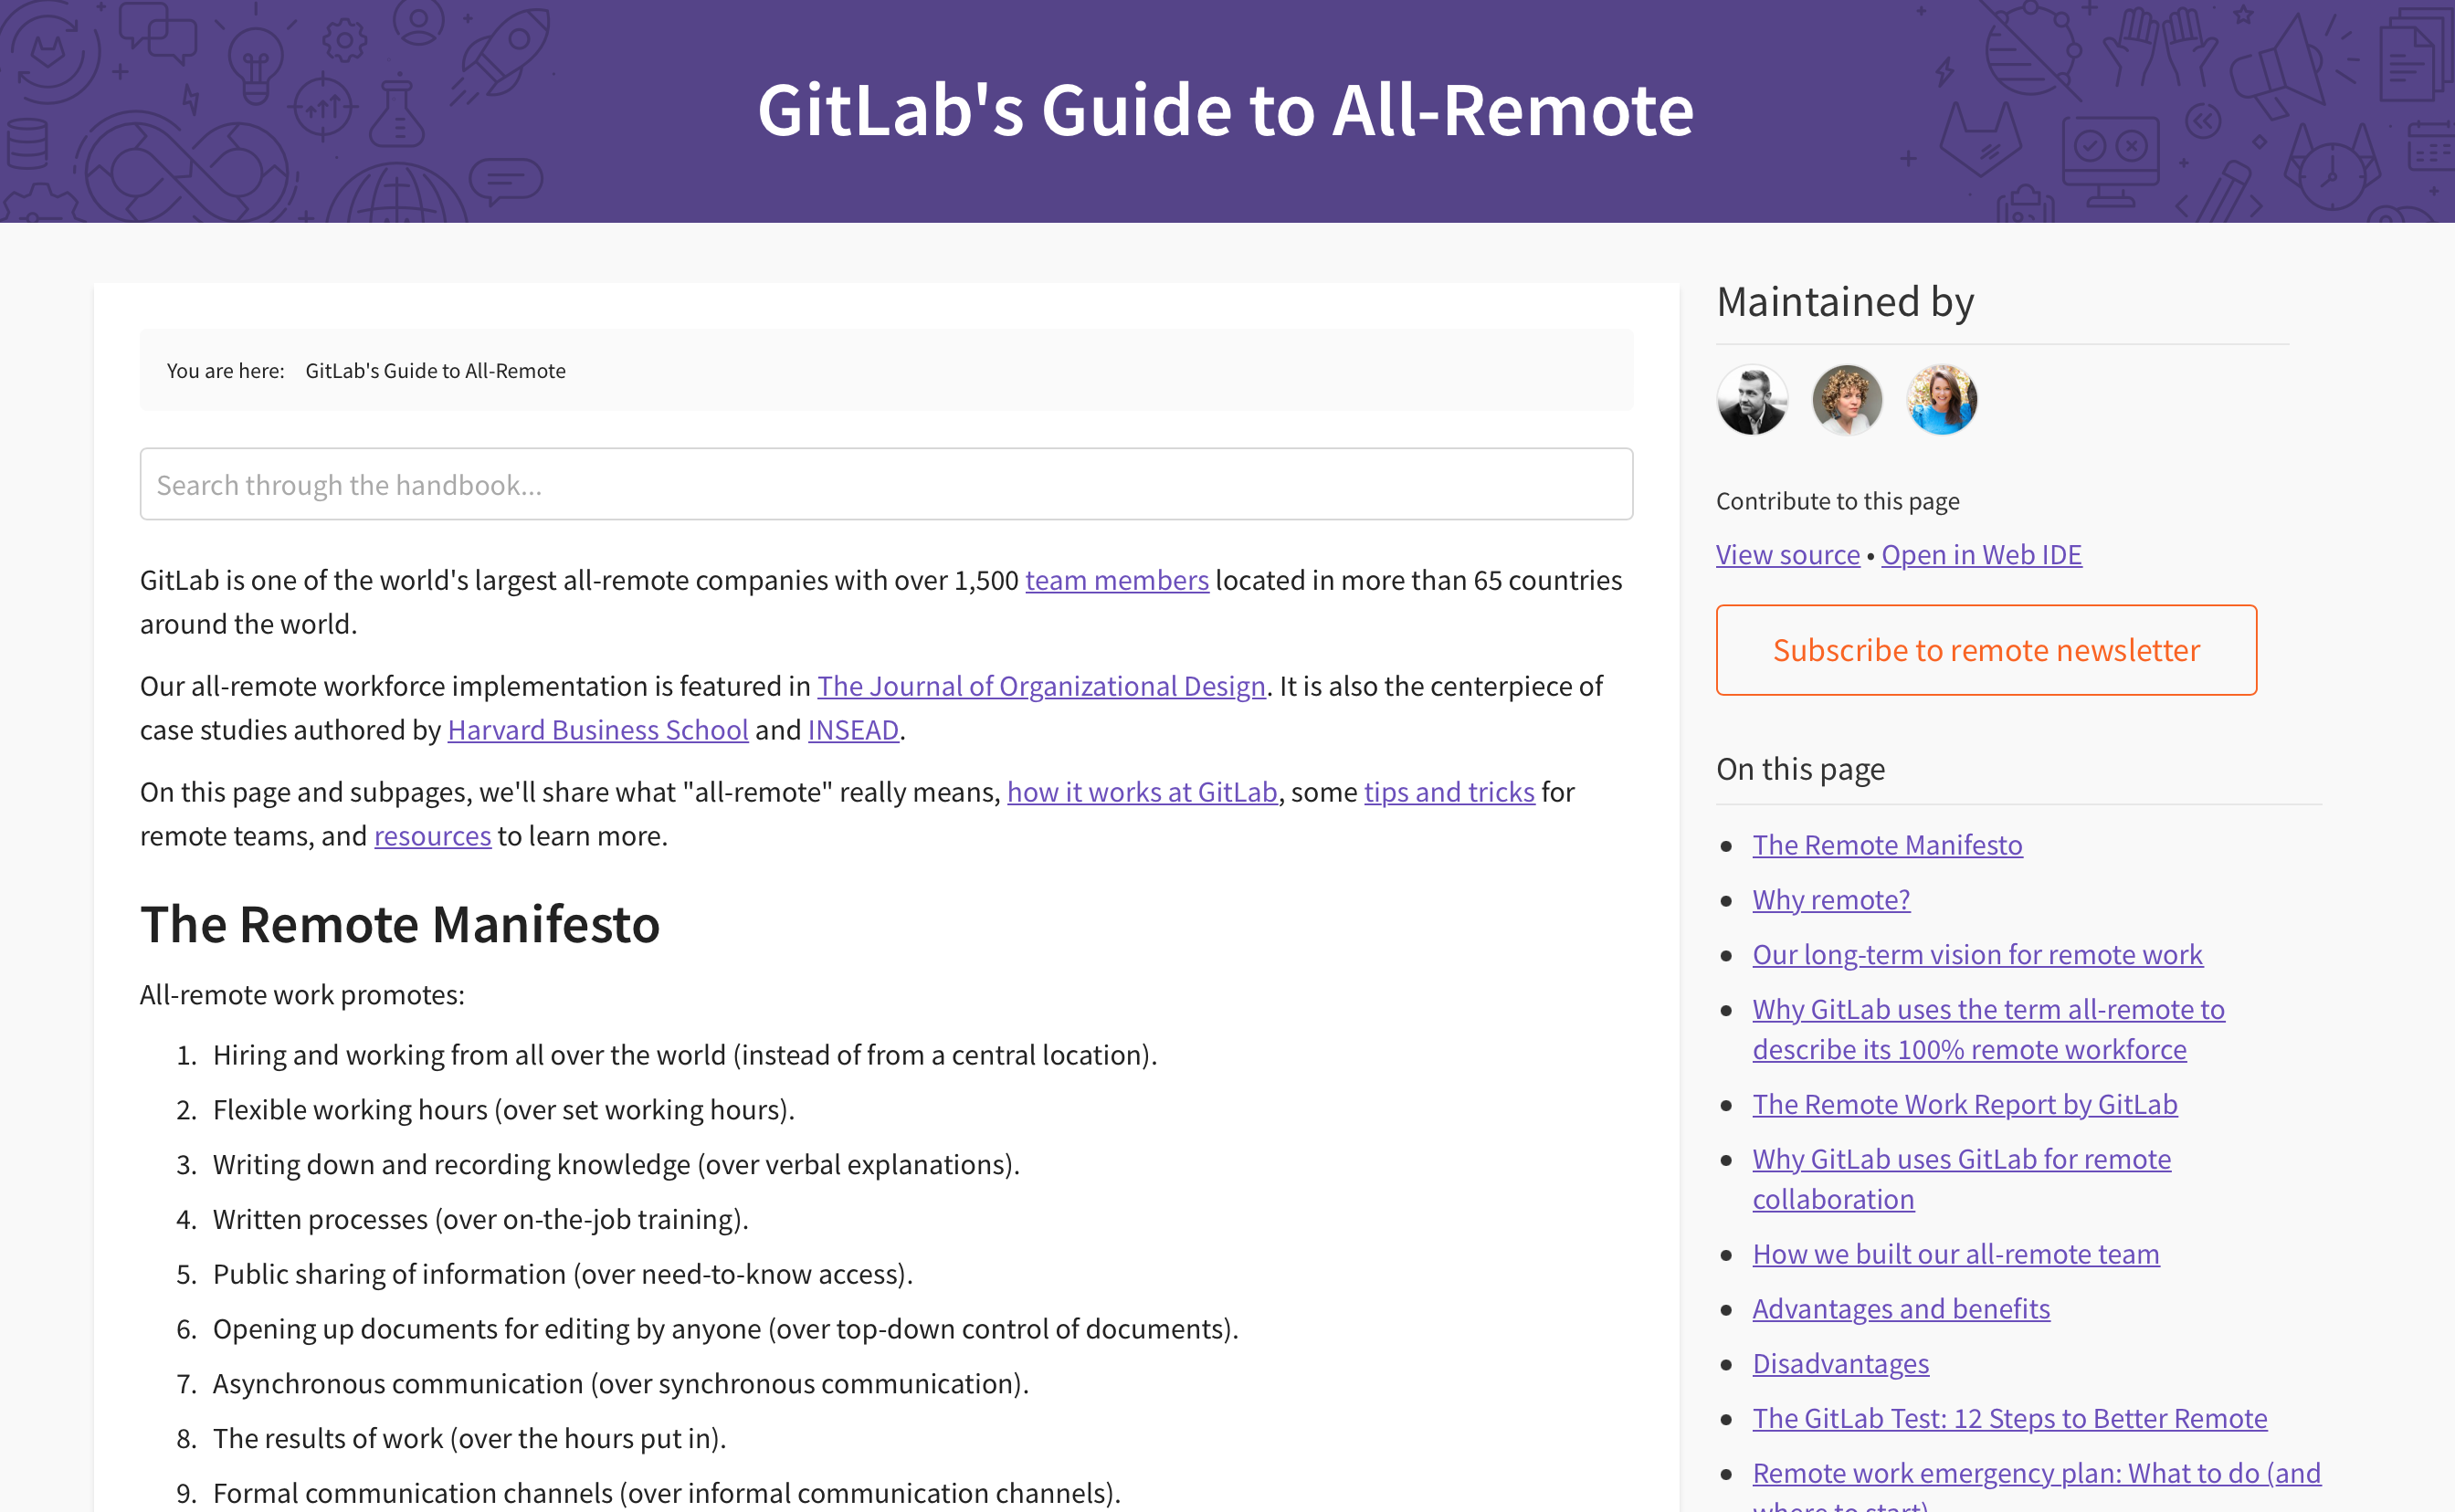 GitLab's Guide to All-Remote
You are here: GitLab's Guide to All-Remote
Search through the handbook...
GitLab is one of the world's largest all-remote companies with over 1,500 team members located in more than 65 countries
around the world.
Our all-remote workforce implementation is featured in The Journal of Organizational Design. It is also the centerpiece of
case studies authored by Harvard Business School and INSEAD.
On this page and subpages, we'll share what "all-remote" really means, how it works at GitLab, some tips and tricks for
remote teams, and resources to learn more.
The Remote Manifesto
All-remote work promotes:
1. Hiring and working from all over the world (instead of from a central location).
2. Flexible working hours (over set working hours).
3. Writing down and recording knowledge (over verbal explanations).
4. Written processes (over on-the-job training).
5. Public sharing of information (over need-to-know access).
6. Opening up documents for editing by anyone (over top-down control of documents).
7. Asynchronous communication (over synchronous communication).
8. The results of work (over the hours put in).
9. Formal communication channels (over informal communication channels).
Maintained by
Contribute to this page
View source • Open in Web IDE
Subscribe to remote newsletter
On this page
• The Remote Manifesto
• Why remote?
• Our long-term vision for remote work
• Why GitLab uses the term all-remote to
describe its 100% remote workforce
• The Remote Work Report by GitLab
• Why GitLab uses GitLab for remote
collaboration
• How we built our all-remote team
• Advantages and benefits
• Disadvantages
• The GitLab Test: 12 Steps to Better Remote
• Remote work emergency plan: What to do (and
where to start)